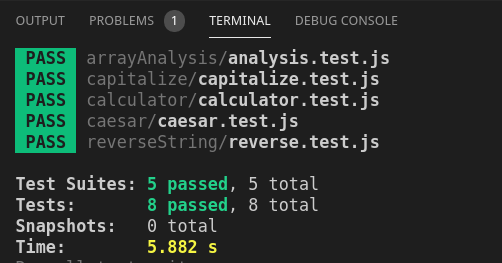 OUTPUT PROBLEMS 1 TERMINAL DEBUG CONSOLE
PASS arrayAnalysis/analysis.test.js
PASS capitalize/capitalize.test.js
PASS calculator/calculator.test.js
PASS caesar/caesar.test.js
PASS reverseString/reverse.test.js
Test Suites: 5 passed, 5 total
Tests: 8 passed, 8 total
Snapshots: 0 total
Time: 5.882 s